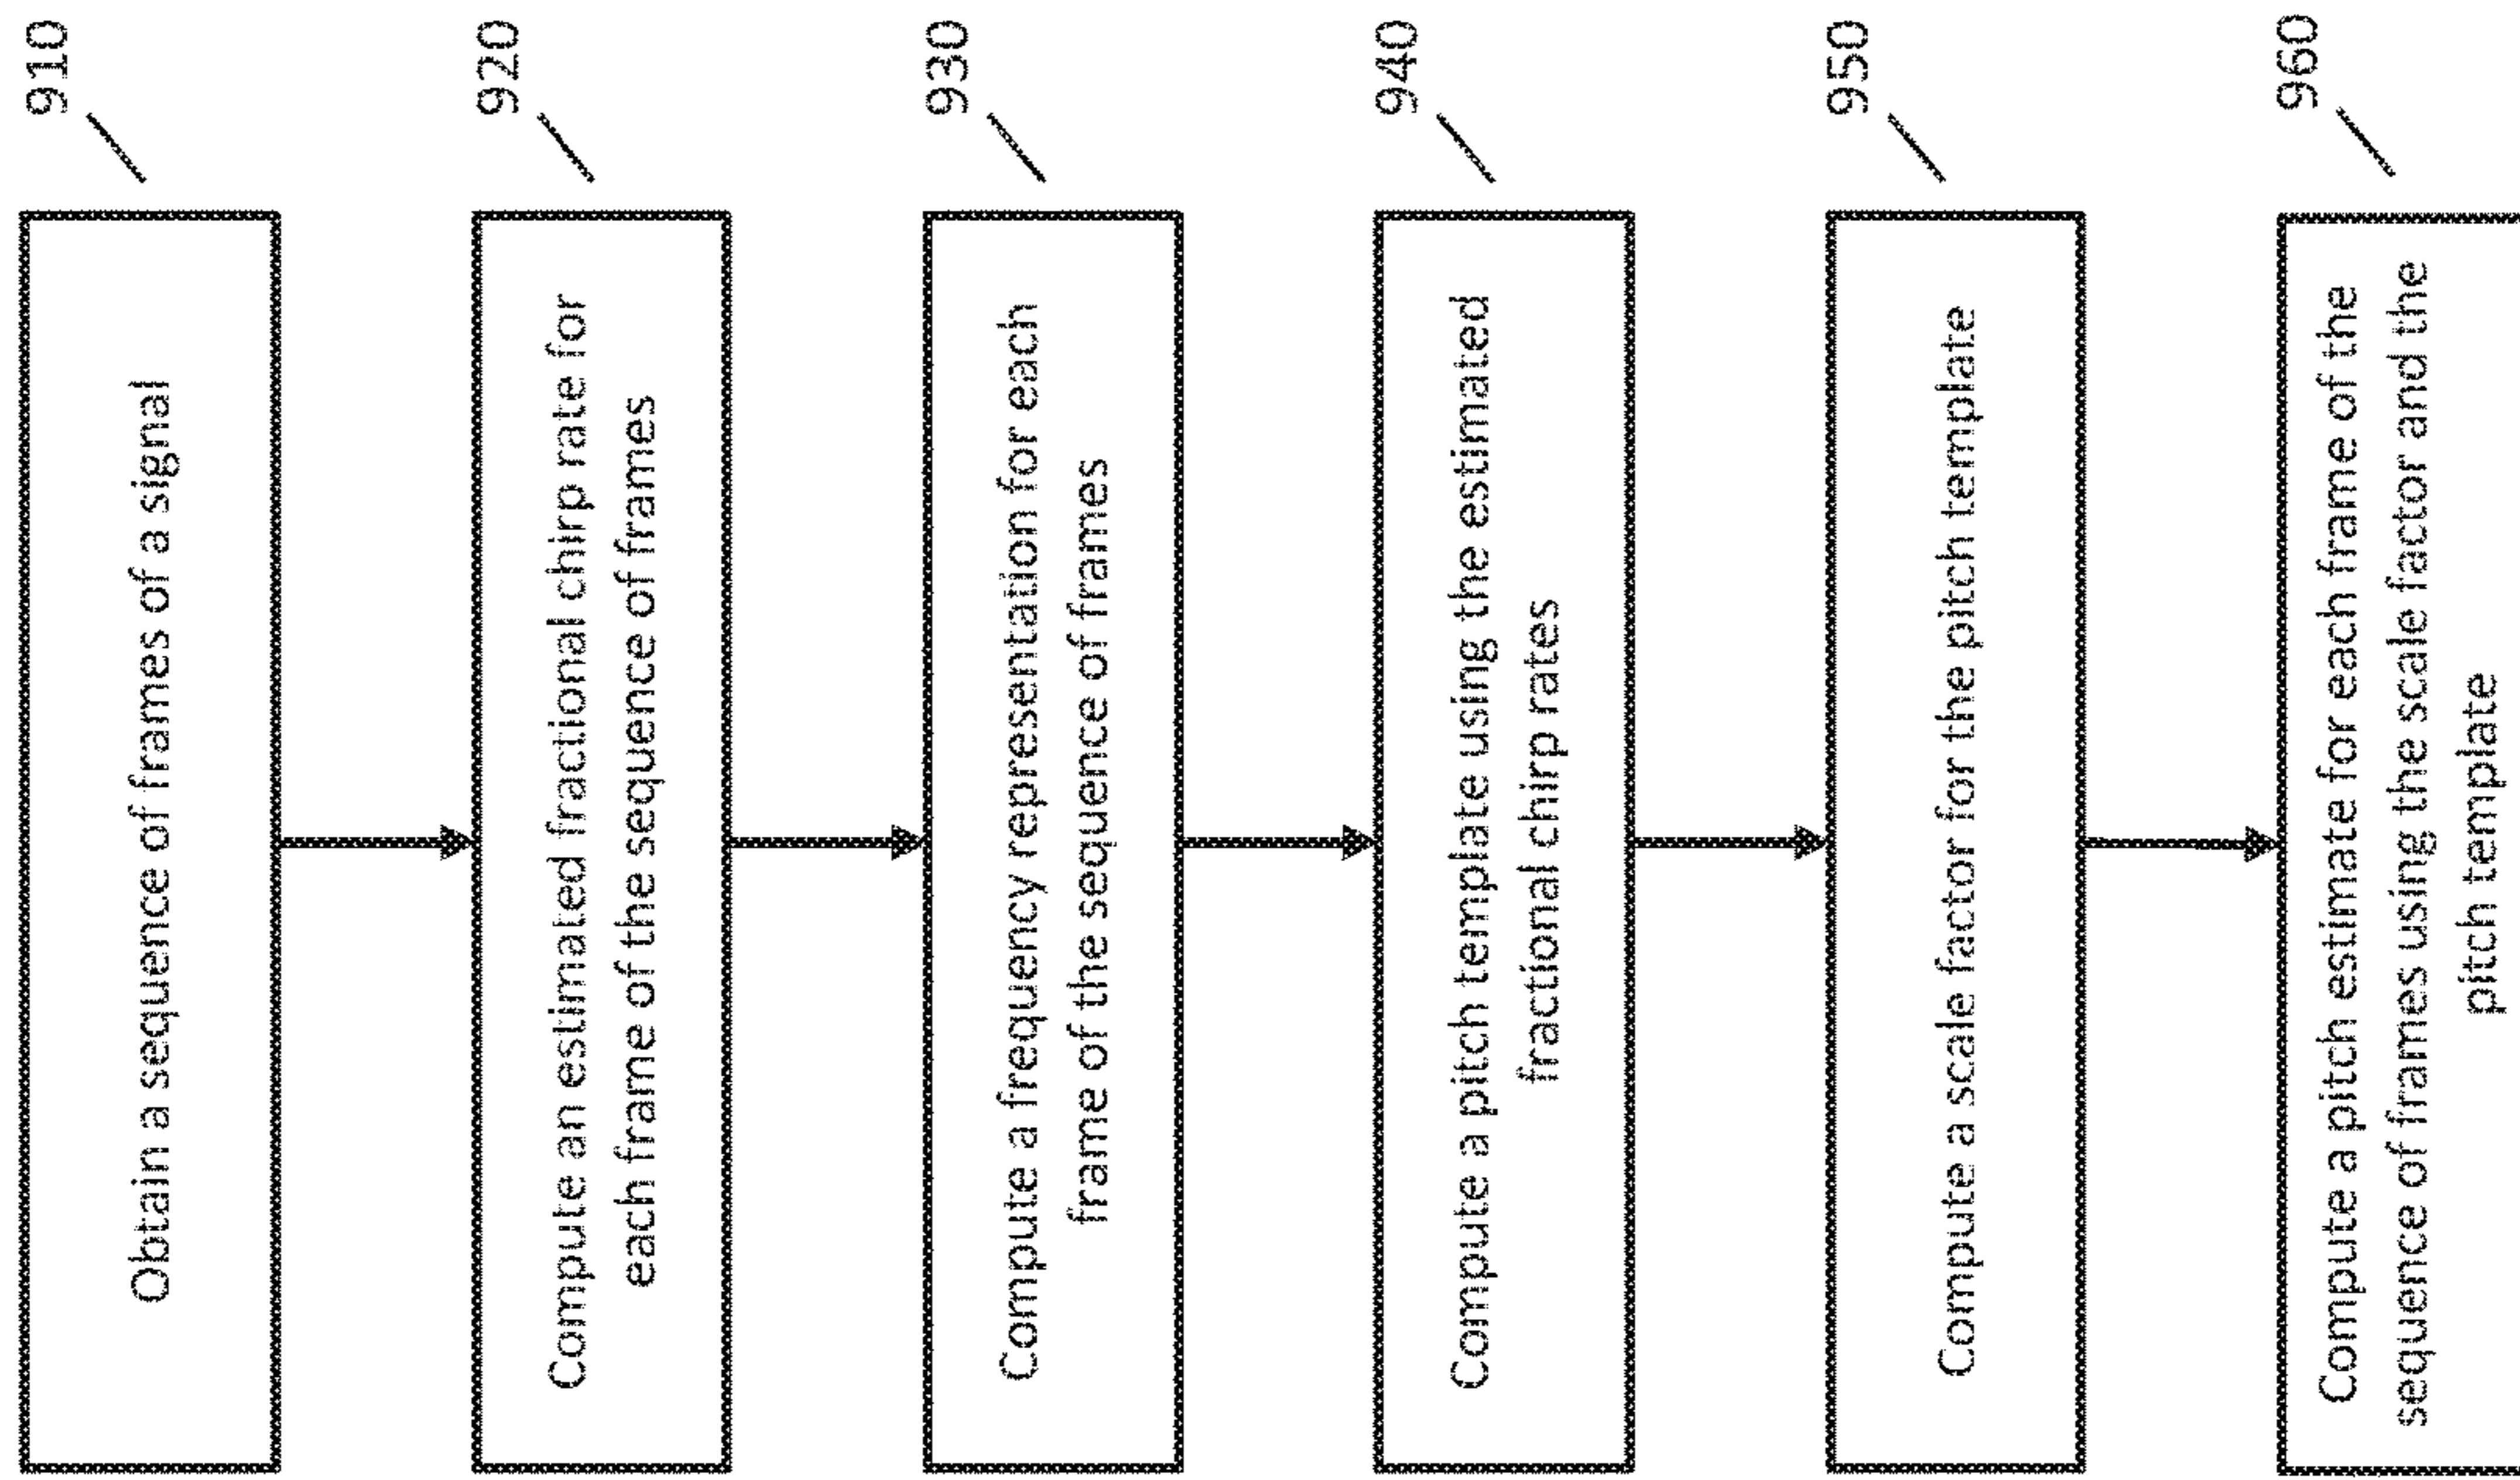 910
Obtain a sequence of frames of a signal
920
Compute an estimated fractional chirp rate for
each frame of the sequence of frames
930
Compute a frequency representation for each
frame of the sequence of frames
940
Compute a pitch template using the estimated
fractional chirp rates
950
Compute a scale factor for the pitch template
960
Compute a pitch estimate for each frame of the
sequence of frames using the scale factor and the
pitch template